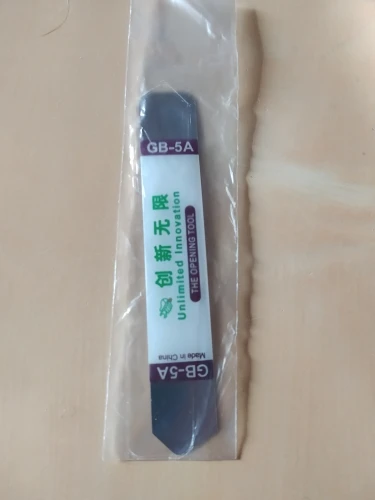 GB-5A
创新无限
Unlimited Innovation
THE OPENING TOOL
Made in China
GB-5A